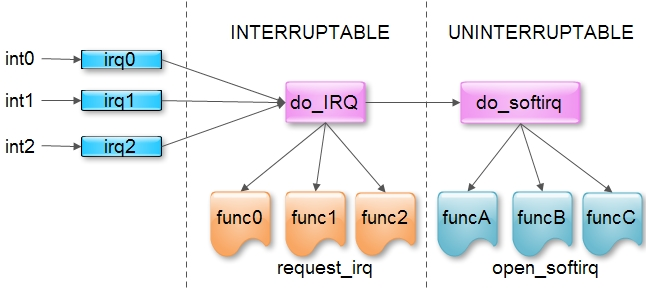 INTERRUPTABLE
UNINTERRUPTABLE
int0
irq0
int1
irq1
do_IRQ
do_softirq
int2
irq2
func0
func1
func2
funcA
funcB
funcC
request_irq
open_softirq